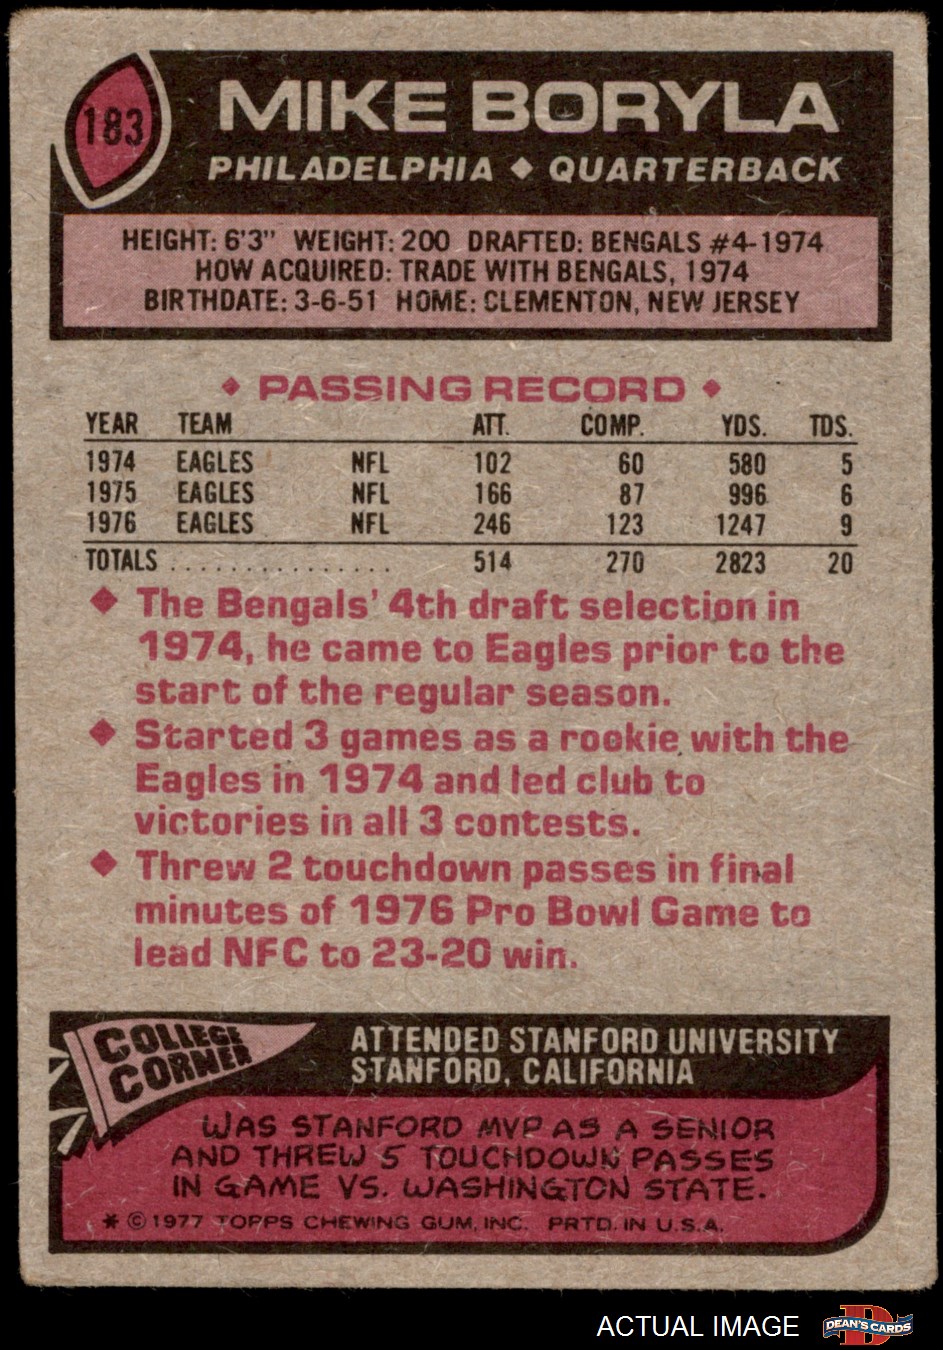 183
MIKE BORYLA
PHILADELPHIA ◆ QUARTERBACK
HEIGHT: 6'3" WEIGHT: 200 DRAFTED: BENGALS #4-1974
HOW ACQUIRED: TRADE WITH BENGALS, 1974
BIRTHDATE: 3-6-51 HOME: CLEMENTON, NEW JERSEY
◆ PASSING RECORD ◆
YEAR TEAM ATT. COMP. YDS. TDS.
1974 EAGLES NFL 102 60 580 5
1975 EAGLES NFL 166 87 996 6
1976 EAGLES NFL 246 123 1247 9
TOTALS ................ 514 270 2823 20
◆ The Bengals' 4th draft selection in
1974, he came to Eagles prior to the
start of the regular season.
◆ Started 3 games as a rookie with the
Eagles in 1974 and led club to
victories in all 3 contests.
◆ Threw 2 touchdown passes in final
minutes of 1976 Pro Bowl Game to
lead NFC to 23-20 win.
COLLEGE
CORNER
ATTENDED STANFORD UNIVERSITY
STANFORD, CALIFORNIA
WAS STANFORD MVP AS A SENIOR
AND THREW 5 TOUCHDOWN PASSES
IN GAME VS. WASHINGTON STATE.
* © 1977 TOPPS CHEWING GUM, INC. PRTD. IN U.S.A.
ACTUAL IMAGE
D
DEAN'S CARDS